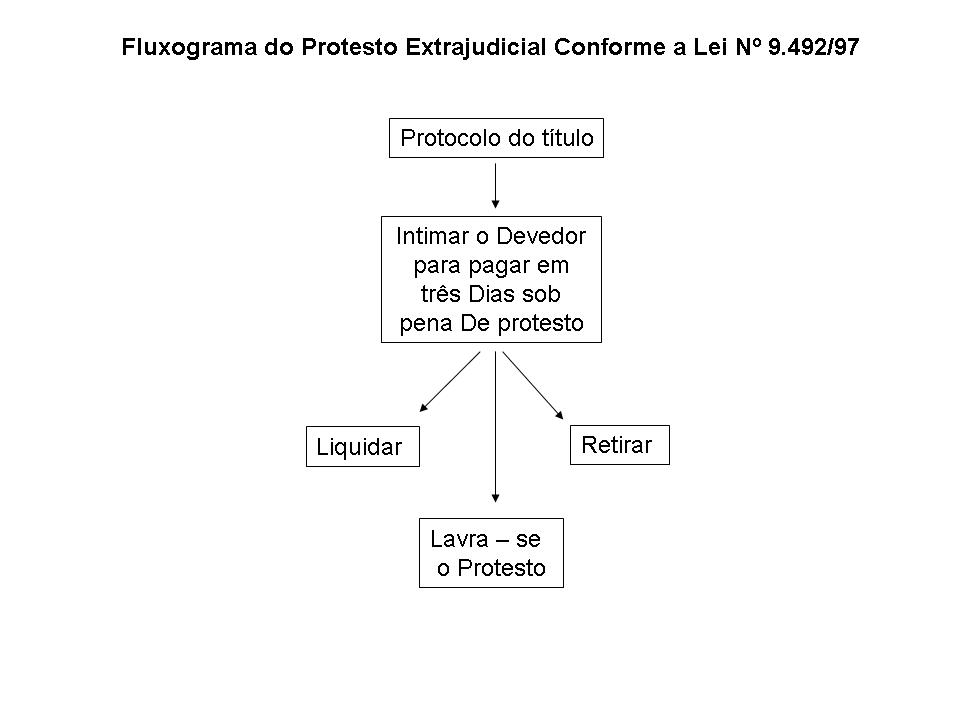 Fluxograma do Protesto Extrajudicial Conforme a Lei Nº 9.492/97
Protocolo do título
Intimar o Devedor
para pagar em
três Dias sob
pena De protesto
Liquidar
Retirar
Lavra – se
o Protesto